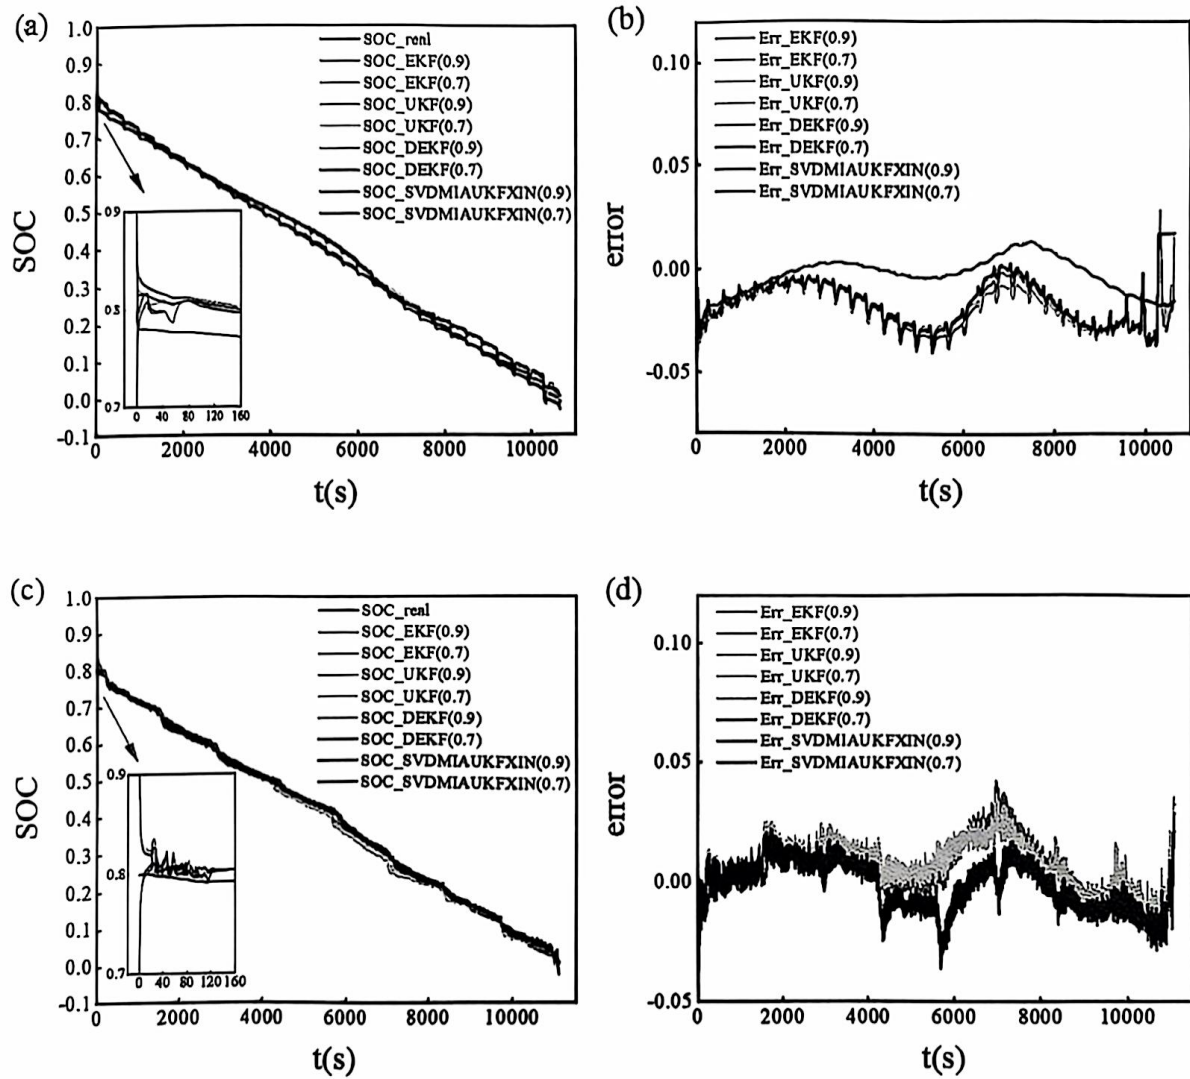 (a)
1.0
0.9
0.8
0.7
0.6
0.5
0.4
0.3
0.2
0.1
0.0
-0.1
SOC
SOC_real
SOC_EKF(0.9)
SOC_EKF(0.7)
SOC_UKF(0.9)
SOC_UKF(0.7)
SOC_DEKF(0.9)
SOC_DEKF(0.7)
SOC_SVDMIAUKFXIN(0.9)
SOC_SVDMIAUKFXIN(0.7)
0.9
0.8
0.7
0 40 80 120 160
0 2000 4000 6000 8000 10000
t(s)
(b)
0.10
0.05
0.00
-0.05
error
Err_EKF(0.9)
Err_EKF(0.7)
Err_UKF(0.9)
Err_UKF(0.7)
Err_DEKF(0.9)
Err_DEKF(0.7)
Err_SVDMIAUKFXIN(0.9)
Err_SVDMIAUKFXIN(0.7)
0 2000 4000 6000 8000 10000
t(s)
(c)
1.0
0.9
0.8
0.7
0.6
0.5
0.4
0.3
0.2
0.1
0.0
-0.1
SOC
SOC_real
SOC_EKF(0.9)
SOC_EKF(0.7)
SOC_UKF(0.9)
SOC_UKF(0.7)
SOC_DEKF(0.9)
SOC_DEKF(0.7)
SOC_SVDMIAUKFXIN(0.9)
SOC_SVDMIAUKFXIN(0.7)
0.9
0.8
0.7
0 40 80 120 160
0 2000 4000 6000 8000 10000
t(s)
(d)
0.10
0.05
0.00
-0.05
error
Err_EKF(0.9)
Err_EKF(0.7)
Err_UKF(0.9)
Err_UKF(0.7)
Err_DEKF(0.9)
Err_DEKF(0.7)
Err_SVDMIAUKFXIN(0.9)
Err_SVDMIAUKFXIN(0.7)
0 2000 4000 6000 8000 10000
t(s)